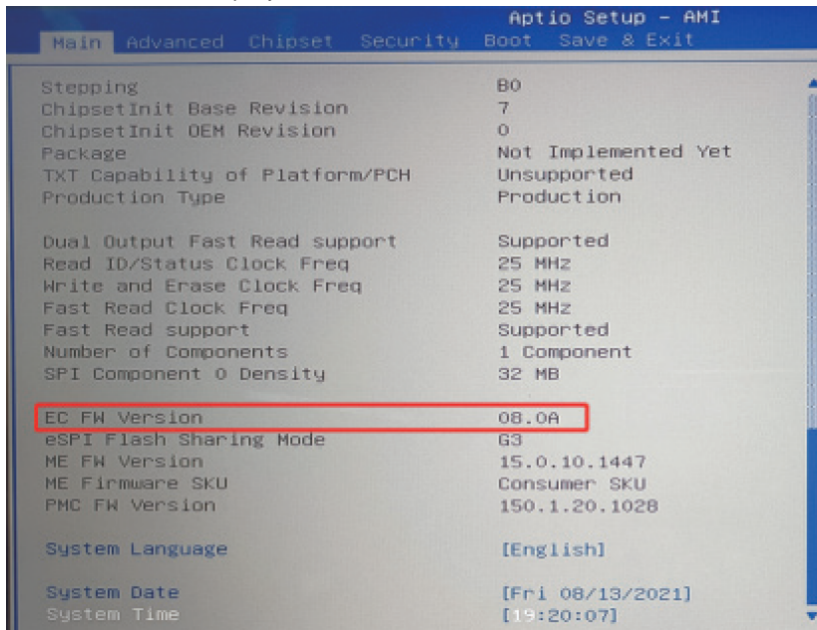 Aptio Setup - AMI
Main Advanced Chipset Security Boot Save & Exit
Stepping B0
ChipsetInit Base Revision 7
ChipsetInit OEM Revision 0
Package Not Implemented Yet
TXT Capability of Platform/PCH Unsupported
Production Type Production
Dual Output Fast Read support Supported
Read ID/Status Clock Freq 25 MHz
Write and Erase Clock Freq 25 MHz
Fast Read Clock Freq 25 MHz
Fast Read support Supported
Number of Components 1 Component
SPI Component 0 Density 32 MB
EC FW Version 08.0A
eSPI Flash Sharing Mode G3
ME FW Version 15.0.10.1447
ME Firmware SKU Consumer SKU
PMC FW Version 150.1.20.1028
System Language [English]
System Date [Fri 08/13/2021]
System Time [19:20:07]